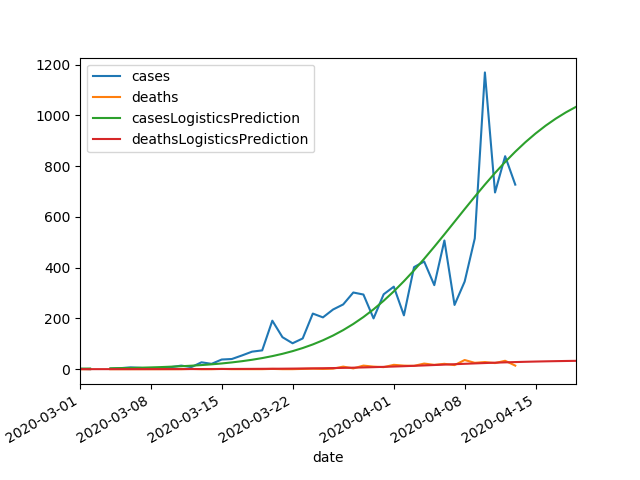 1200
1000
800
600
400
200
0
cases
deaths
casesLogisticsPrediction
deathsLogisticsPrediction
2020-03-01
2020-03-08
2020-03-15
2020-03-22
2020-04-01
2020-04-08
2020-04-15
date